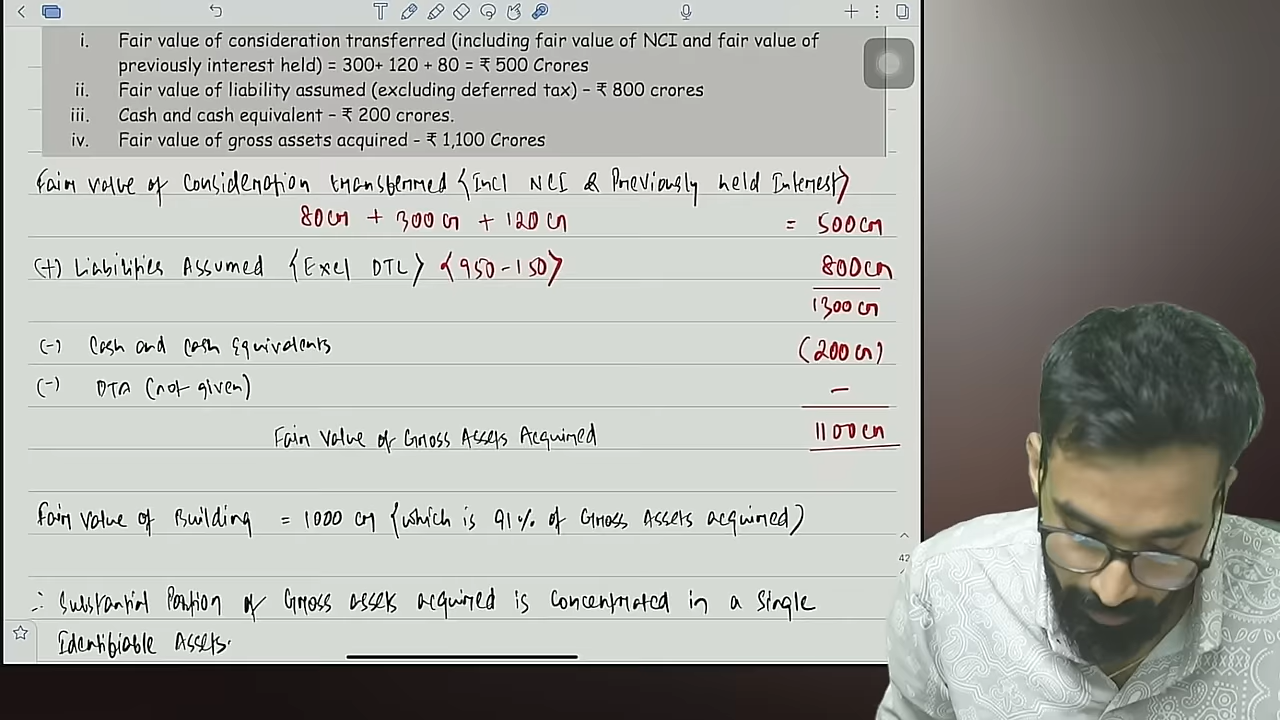 i. Fair value of consideration transferred (including fair value of NCI and fair value of
previously interest held) = 300+ 120 + 80 = ₹ 500 Crores
ii. Fair value of liability assumed (excluding deferred tax) – ₹ 800 crores
iii. Cash and cash equivalent – ₹ 200 crores.
iv. Fair value of gross assets acquired – ₹ 1,100 Crores
Fair value of Consideration transferred {Incl NCI & Previously held Interest}
80cr + 300cr + 120cr = 500cr
(+) Liabilities Assumed {Excl DTL} {950-150} 800cr
1300cr
(-) Cash and Cash Equivalents (200cr)
(-) DTA (not given) —
Fair Value of Gross Assets Acquired 1100cr
Fair Value of Building = 1000 cr {which is 91% of Gross Assets acquired}
42
∴ Substantial Portion of Gross assets acquired is Concentrated in a Single
Identifiable Assets.